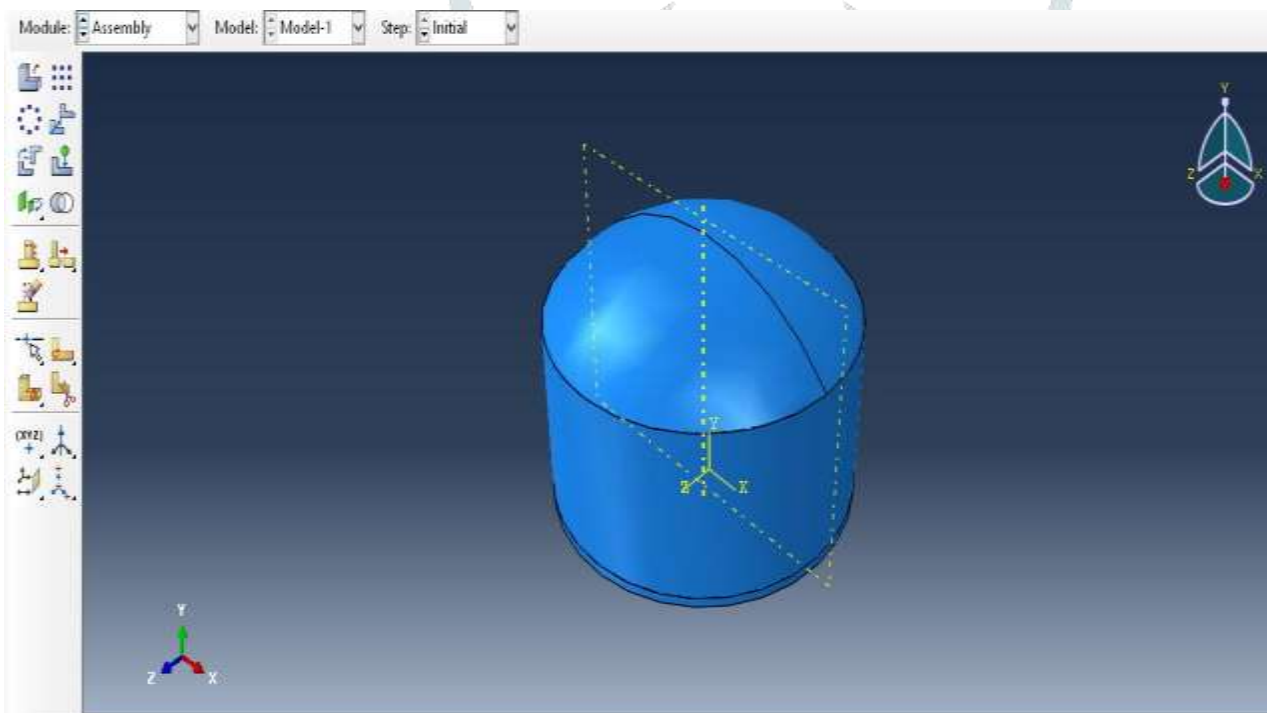 Module: Assembly Model: Model-1 Step: Initial
Y
Z X
(XYZ)
Y
Z X
Y
Z X